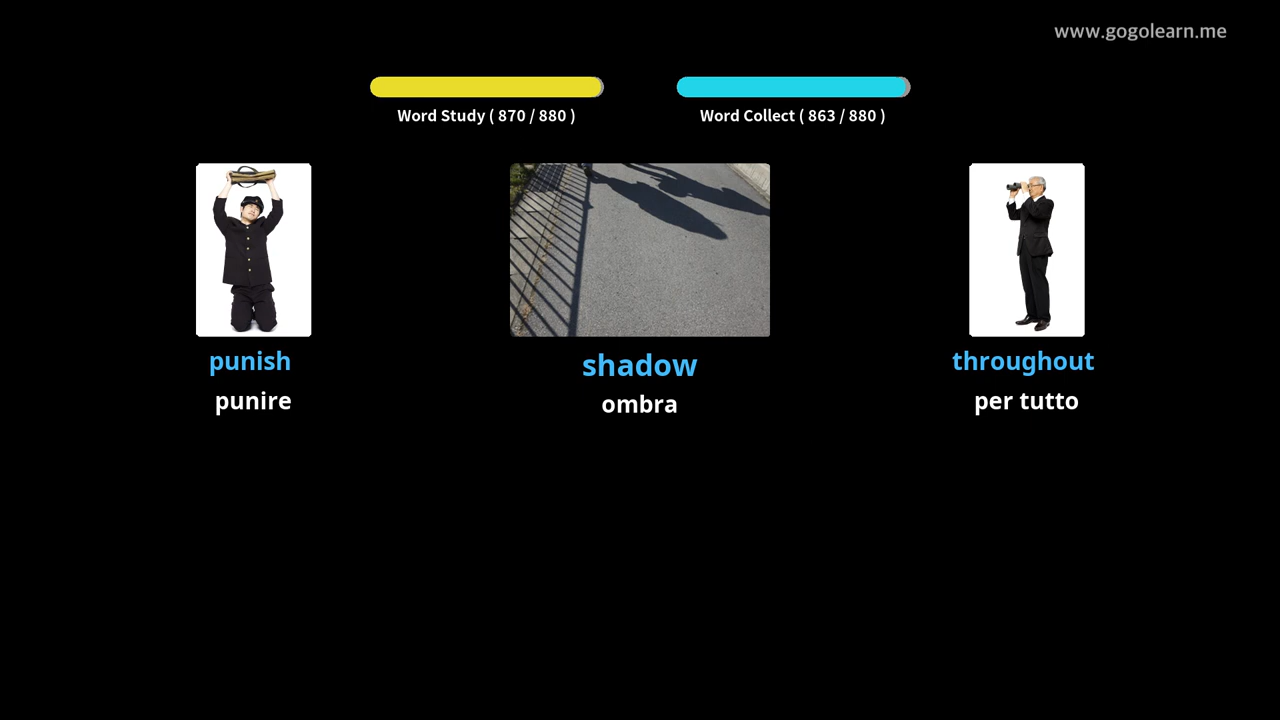 www.gogolearn.me
Word Study ( 870 / 880 )
Word Collect ( 863 / 880 )
punish
punire
shadow
ombra
throughout
per tutto